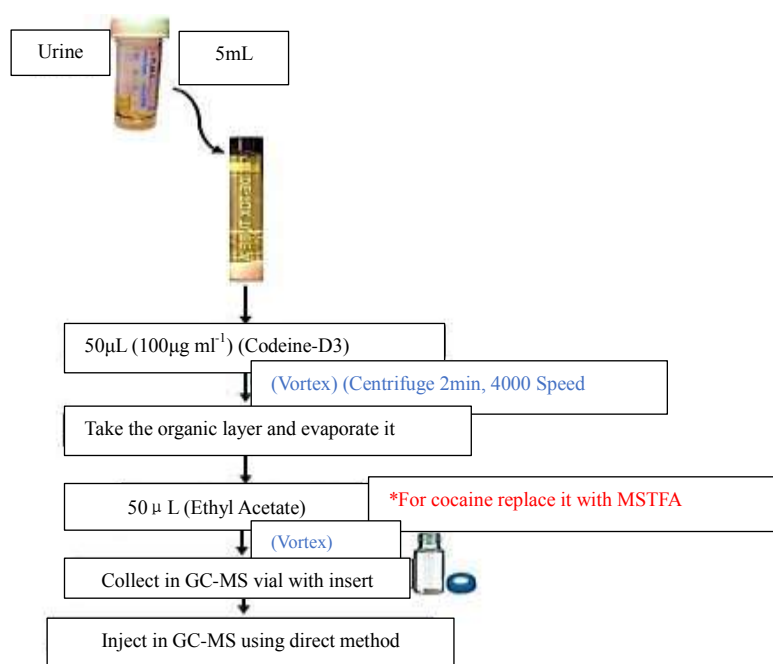 Urine
5mL
50μL (100μg ml⁻¹) (Codeine-D3)
(Vortex) (Centrifuge 2min, 4000 Speed
Take the organic layer and evaporate it
50 μ L (Ethyl Acetate)
*For cocaine replace it with MSTFA
(Vortex)
Collect in GC-MS vial with insert
Inject in GC-MS using direct method